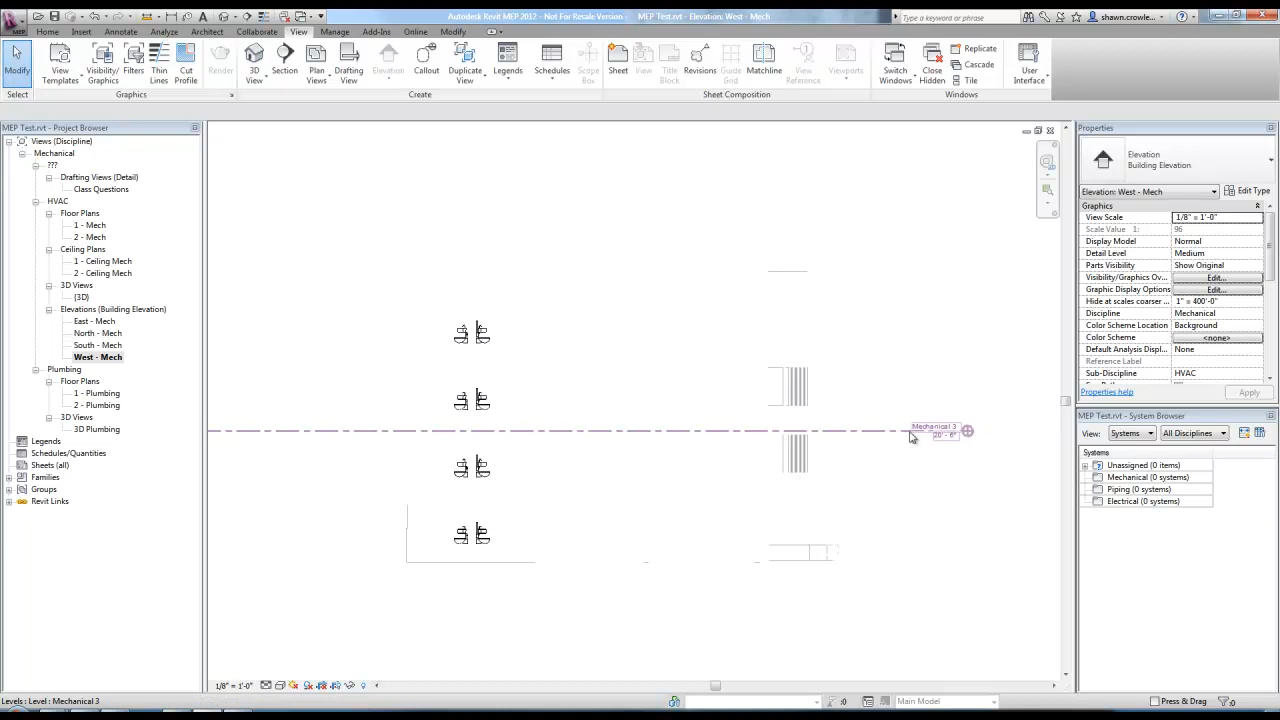 Autodesk Revit MEP 2012 - Not For Resale Version - MEP Test.rvt - Elevation: West - Mech
Type a keyword or phrase
shawn.crowle...
MEP
Home Insert Annotate Analyze Architect Collaborate View Manage Add-Ins Online Modify
Modify
View Templates
Visibility/ Graphics
Filters
Thin Lines
Cut Profile
Render
3D View
Section
Plan Views
Drafting View
Elevation
Callout
Duplicate View
Legends
Schedules
Scope Box
Sheet
View
Title Block
Revisions
Guide Grid
Matchline
View Reference
Viewports
Switch Windows
Close Hidden
Replicate
Cascade
Tile
User Interface
Select
Graphics
Create
Sheet Composition
Windows
MEP Test.rvt - Project Browser
Views (Discipline)
Mechanical
???
Drafting Views (Detail)
Class Questions
HVAC
Floor Plans
1 - Mech
2 - Mech
Ceiling Plans
1 - Ceiling Mech
2 - Ceiling Mech
3D Views
{3D}
Elevations (Building Elevation)
East - Mech
North - Mech
South - Mech
West - Mech
Plumbing
Floor Plans
1 - Plumbing
2 - Plumbing
3D Views
3D Plumbing
Legends
Schedules/Quantities
Sheets (all)
Families
Groups
Revit Links
Mechanical 3
20' - 6"
Properties
Elevation
Building Elevation
Elevation: West - Mech
Edit Type
Graphics
View Scale 1/8" = 1'-0"
Scale Value 1: 96
Display Model Normal
Detail Level Medium
Parts Visibility Show Original
Visibility/Graphics Ov... Edit...
Graphic Display Options Edit...
Hide at scales coarser ... 1" = 400'-0"
Discipline Mechanical
Color Scheme Location Background
Color Scheme <none>
Default Analysis Displ... None
Reference Label
Sub-Discipline HVAC
Properties help
Apply
MEP Test.rvt - System Browser
View: Systems All Disciplines
Systems
Unassigned (0 items)
Mechanical (0 systems)
Piping (0 systems)
Electrical (0 systems)
1/8" = 1'-0"
Levels : Level : Mechanical 3
:0
Main Model
Press & Drag
:0